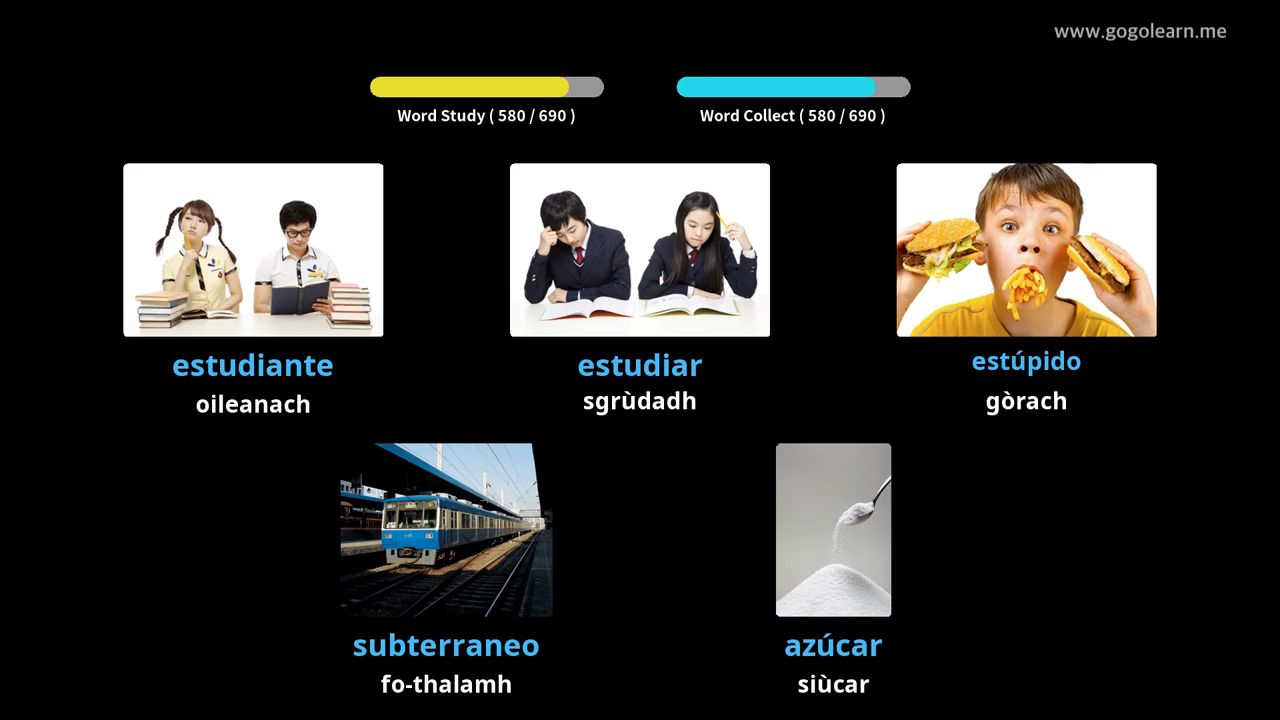 www.gogolearn.me
Word Study ( 580 / 690 )
Word Collect ( 580 / 690 )
estudiante
oileanach
estudiar
sgrùdadh
estúpido
gòrach
subterraneo
fo-thalamh
azúcar
siùcar